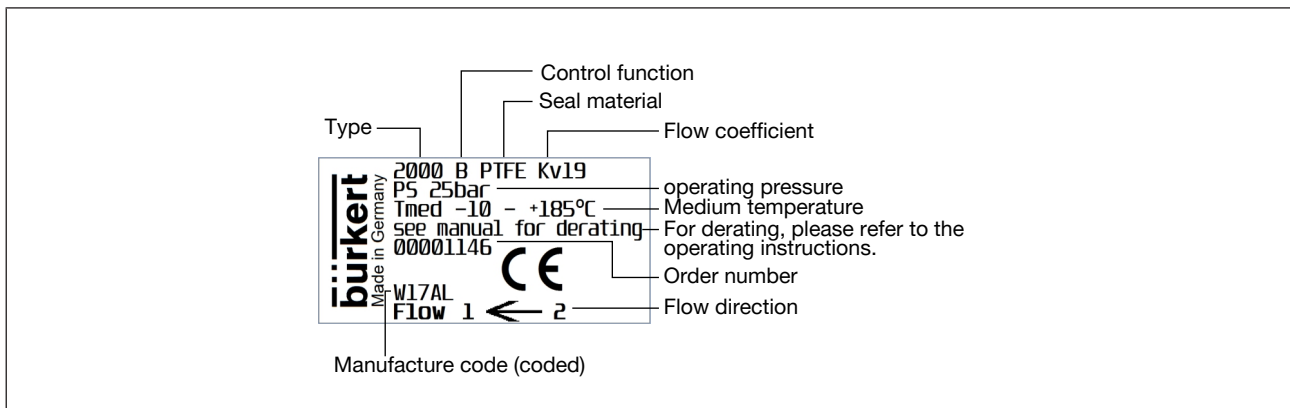 Control function
Seal material
Type
Flow coefficient
2000 B PTFE Kv19
PS 25bar
operating pressure
Tmed -10 - +185°C
Medium temperature
see manual for derating
For derating, please refer to the
operating instructions.
00001146
Order number
CE
W17AL
Flow 1 ← 2
Flow direction
bürkert
Made in Germany
Manufacture code (coded)